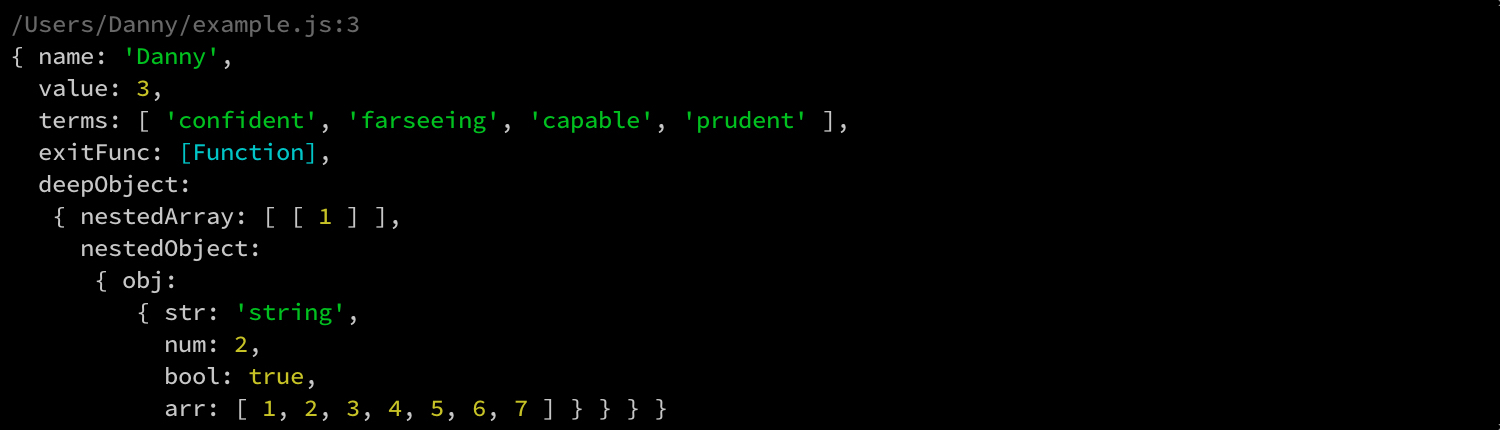 /Users/Danny/example.js:3
{ name: 'Danny',
  value: 3,
  terms: [ 'confident', 'farseeing', 'capable', 'prudent' ],
  exitFunc: [Function],
  deepObject:
   { nestedArray: [ [ 1 ] ],
     nestedObject:
      { obj:
         { str: 'string',
           num: 2,
           bool: true,
           arr: [ 1, 2, 3, 4, 5, 6, 7 ] } } } }